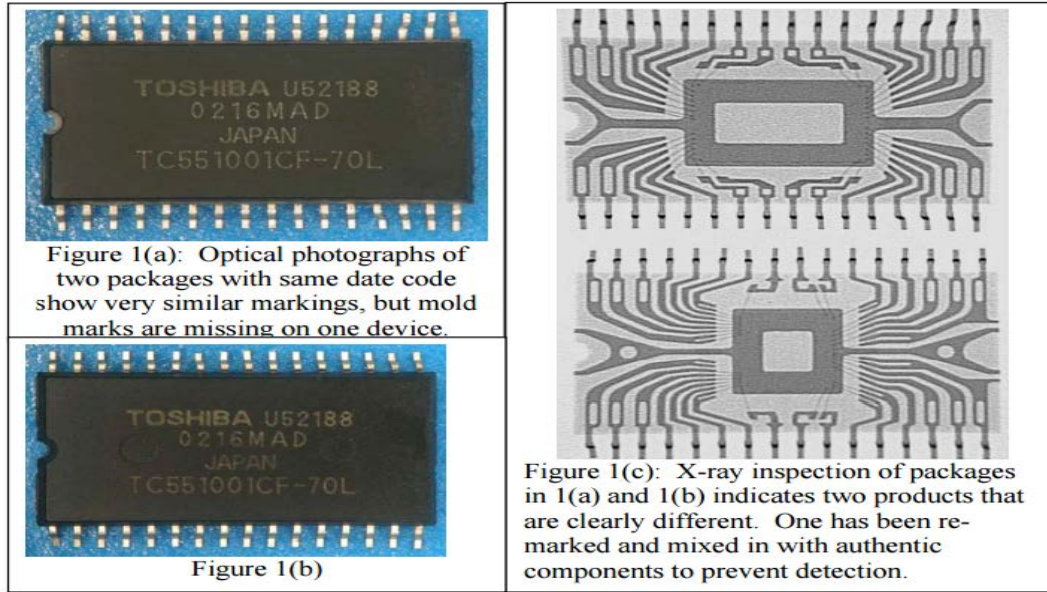 TOSHIBA U52188
0216MAD
JAPAN
TC551001CF-70L
Figure 1(a): Optical photographs of
two packages with same date code
show very similar markings, but mold
marks are missing on one device.
TOSHIBA U52188
0216MAD
JAPAN
TC551001CF-70L
Figure 1(b)
Figure 1(c): X-ray inspection of packages
in 1(a) and 1(b) indicates two products that
are clearly different. One has been re-
marked and mixed in with authentic
components to prevent detection.